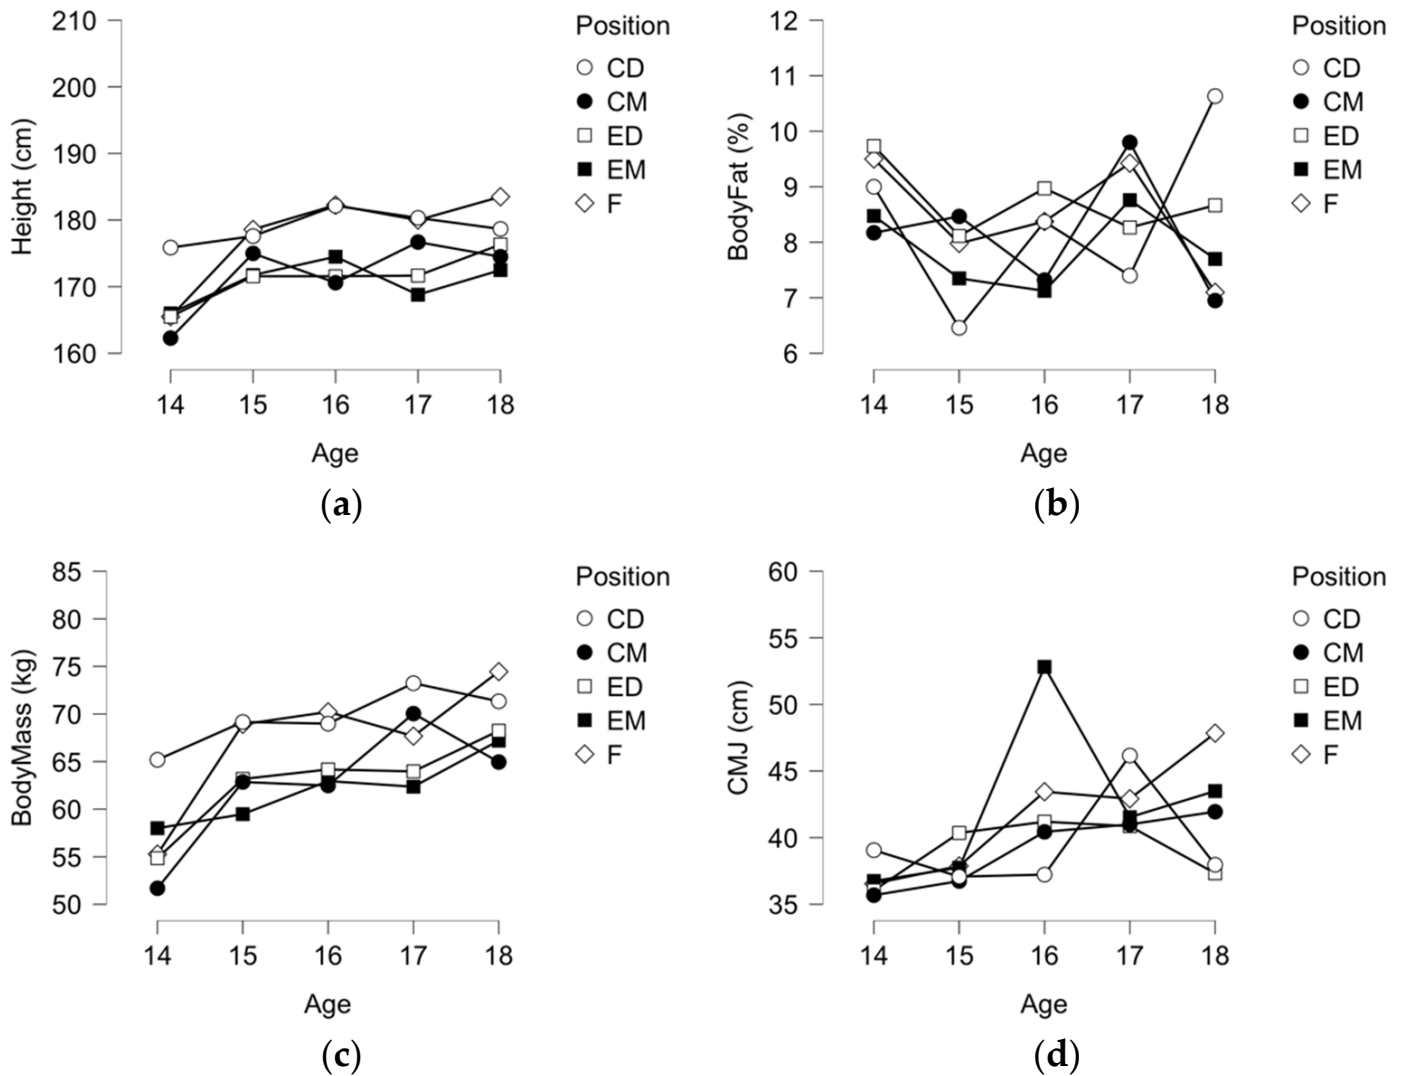 Height (cm)
210
200
190
180
170
160
14 15 16 17 18
Age
Position
CD
CM
ED
EM
F
(a)
BodyFat (%)
12
11
10
9
8
7
6
14 15 16 17 18
Age
Position
CD
CM
ED
EM
F
(b)
BodyMass (kg)
85
80
75
70
65
60
55
50
14 15 16 17 18
Age
Position
CD
CM
ED
EM
F
(c)
CMJ (cm)
60
55
50
45
40
35
14 15 16 17 18
Age
Position
CD
CM
ED
EM
F
(d)